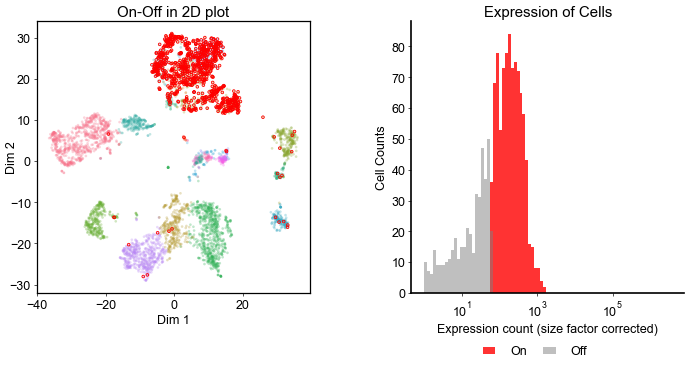 On-Off in 2D plot
30
20
10
0
−10
−20
−30
Dim 2
−40
−20
0
20
Dim 1
Expression of Cells
80
70
60
50
40
30
20
10
0
Cell Counts
10¹
10³
10⁵
Expression count (size factor corrected)
On
Off